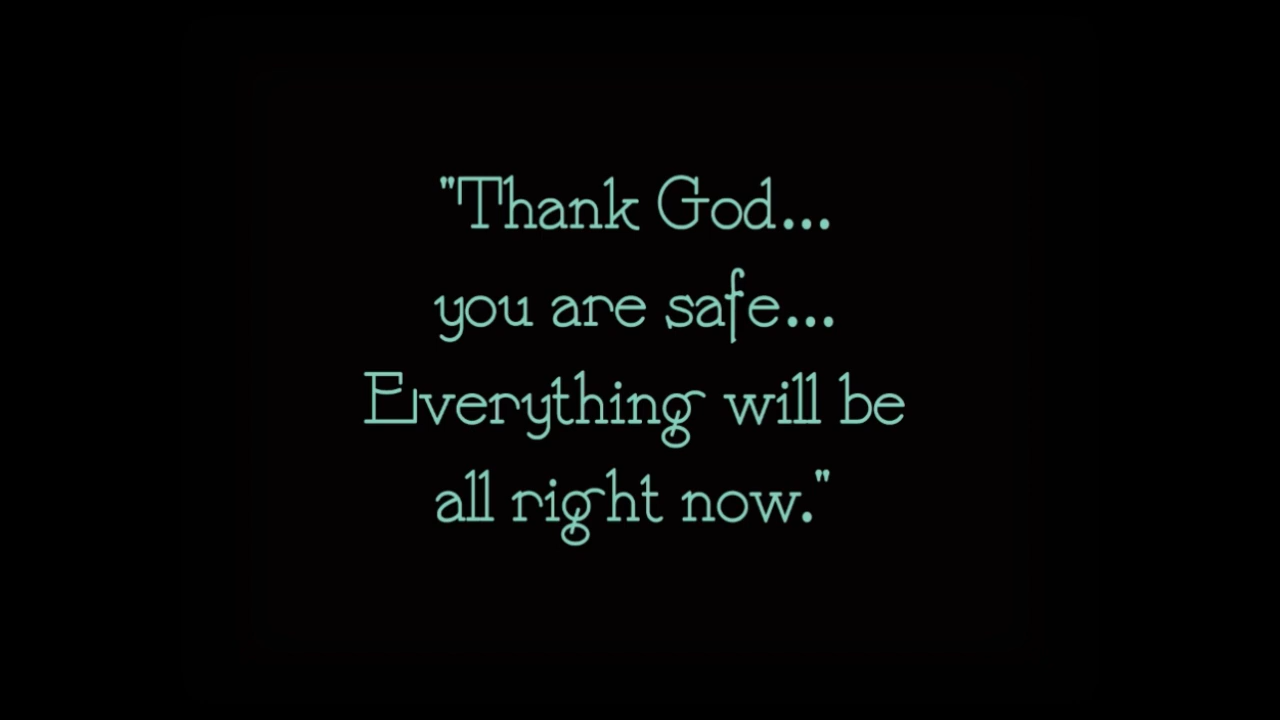 "Thank God...
you are safe...
Everything will be
all right now."